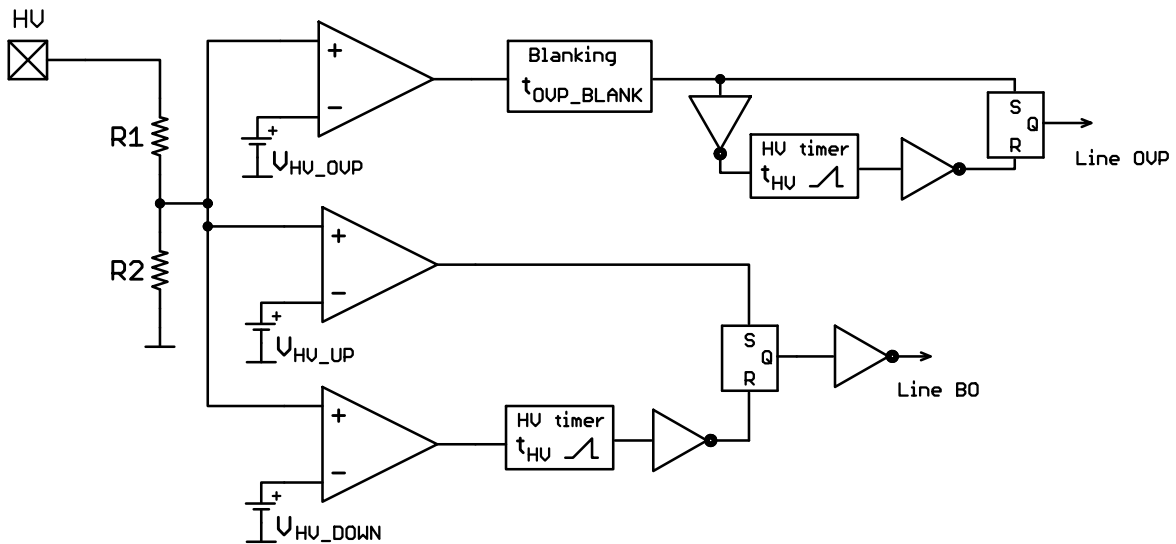 HV
R1
R2
+
−
+
VHV_OVP
Blanking
tOVP_BLANK
HV timer
tHV
S
Q
R
Line OVP
+
−
+
VHV_UP
S
Q
R
Line BO
+
−
+
VHV_DOWN
HV timer
tHV